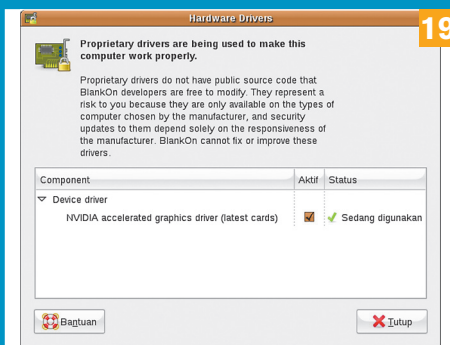 Hardware Drivers
19
Proprietary drivers are being used to make this
computer work properly.
Proprietary drivers do not have public source code that
BlankOn developers are free to modify. They represent a
risk to you because they are only available on the types of
computer chosen by the manufacturer, and security
updates to them depend solely on the responsiveness of
the manufacturer. BlankOn cannot fix or improve these
drivers.
Component Aktif Status
Device driver
NVIDIA accelerated graphics driver (latest cards) Sedang digunakan
Bantuan Tutup